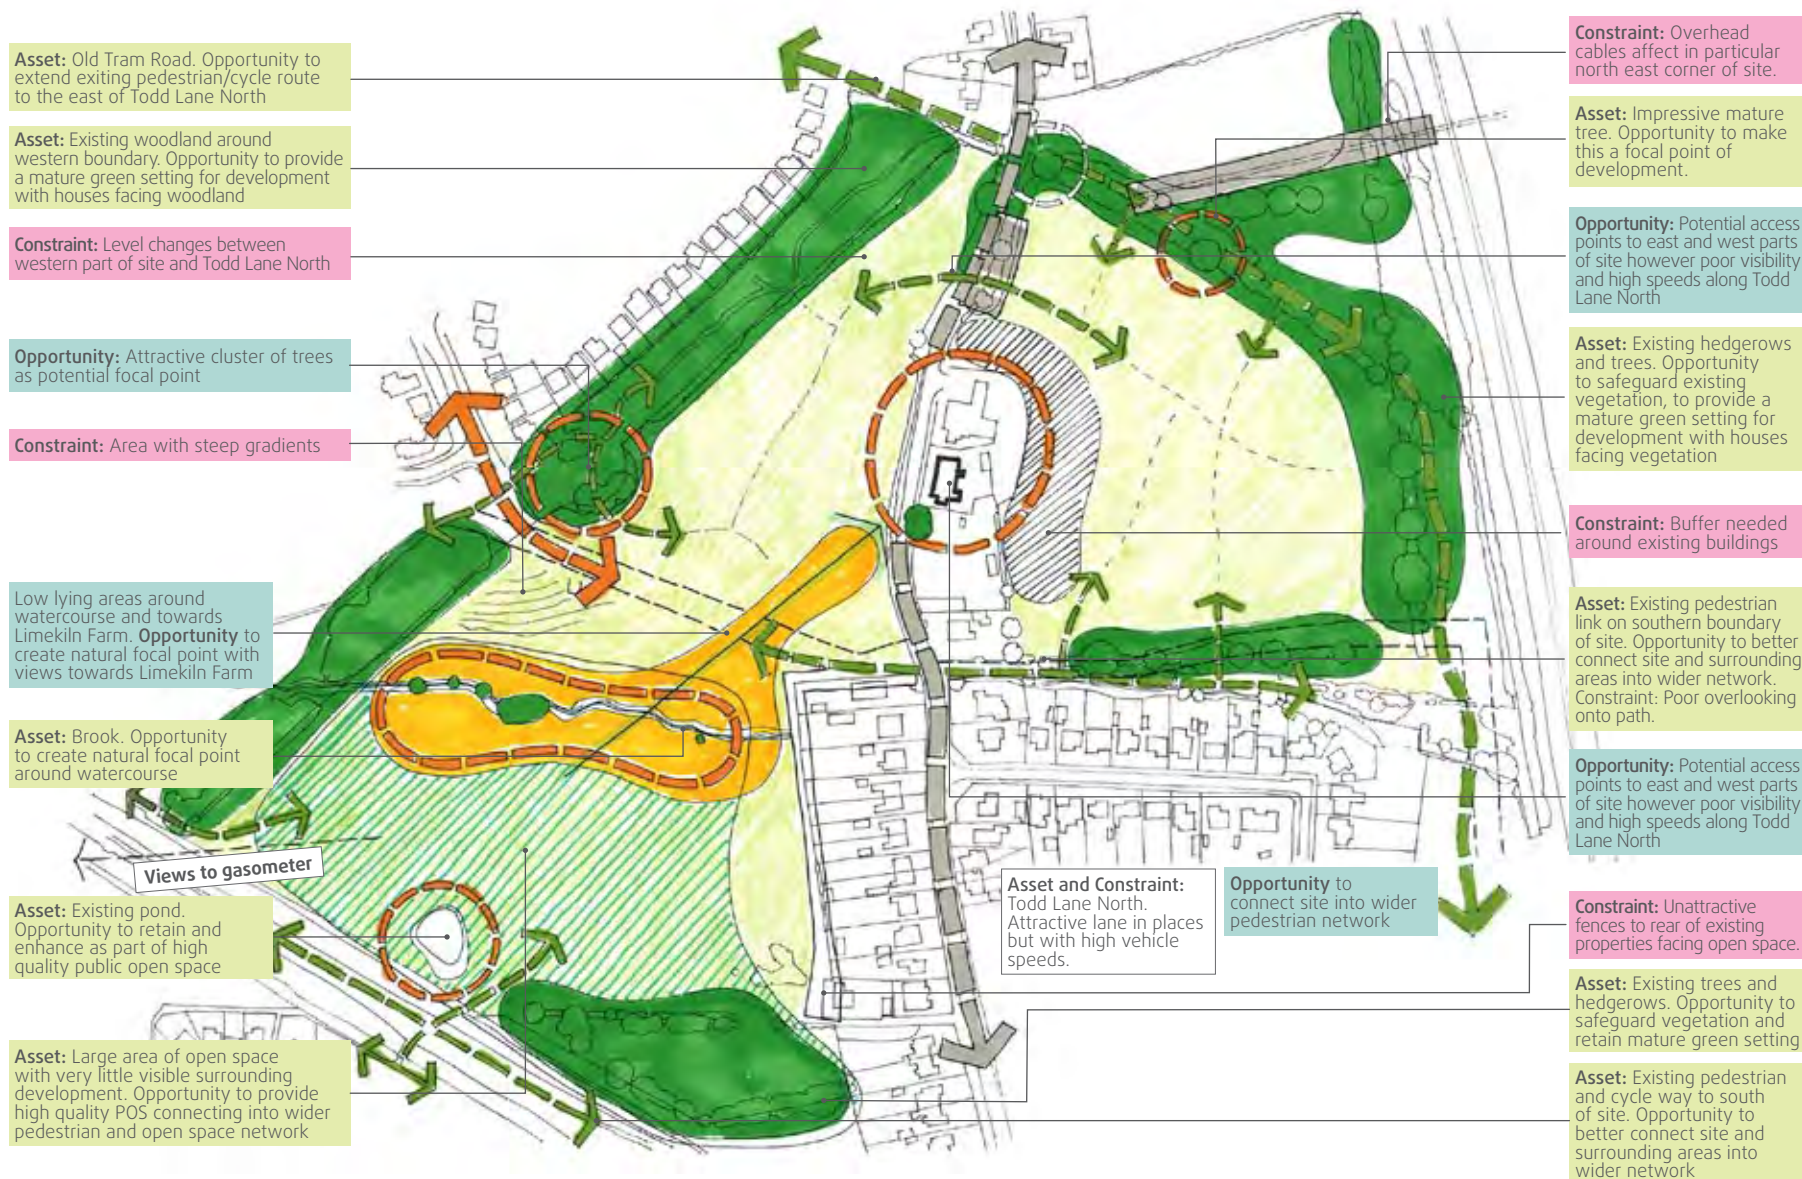 Asset: Old Tram Road. Opportunity to
extend exiting pedestrian/cycle route
to the east of Todd Lane North
Asset: Existing woodland around
western boundary. Opportunity to provide
a mature green setting for development
with houses facing woodland
Constraint: Level changes between
western part of site and Todd Lane North
Opportunity: Attractive cluster of trees
as potential focal point
Constraint: Area with steep gradients
Low lying areas around
watercourse and towards
Limekiln Farm. Opportunity to
create natural focal point with
views towards Limekiln Farm
Asset: Brook. Opportunity
to create natural focal point
around watercourse
Views to gasometer
Asset: Existing pond.
Opportunity to retain and
enhance as part of high
quality public open space
Asset: Large area of open space
with very little visible surrounding
development. Opportunity to provide
high quality POS connecting into wider
pedestrian and open space network
Asset and Constraint:
Todd Lane North.
Attractive lane in places
but with high vehicle
speeds.
Opportunity to
connect site into wider
pedestrian network
Constraint: Overhead
cables affect in particular
north east corner of site.
Asset: Impressive mature
tree. Opportunity to make
this a focal point of
development.
Opportunity: Potential access
points to east and west parts
of site however poor visibility
and high speeds along Todd
Lane North
Asset: Existing hedgerows
and trees. Opportunity
to safeguard existing
vegetation, to provide a
mature green setting for
development with houses
facing vegetation
Constraint: Buffer needed
around existing buildings
Asset: Existing pedestrian
link on southern boundary
of site. Opportunity to better
connect site and surrounding
areas into wider network.
Constraint: Poor overlooking
onto path.
Opportunity: Potential access
points to east and west parts
of site however poor visibility
and high speeds along Todd
Lane North
Constraint: Unattractive
fences to rear of existing
properties facing open space.
Asset: Existing trees and
hedgerows. Opportunity to
safeguard vegetation and
retain mature green setting
Asset: Existing pedestrian
and cycle way to south
of site. Opportunity to
better connect site and
surrounding areas into
wider network